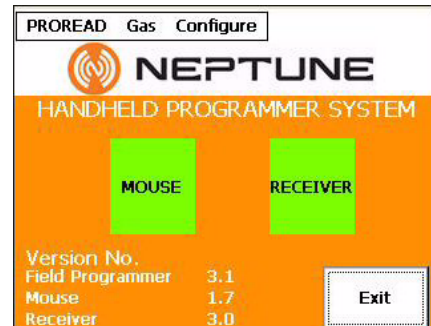 PROREAD Gas Configure
NEPTUNE
HANDHELD PROGRAMMER SYSTEM
MOUSE RECEIVER
Version No.
Field Programmer 3.1
Mouse 1.7
Exit
Receiver 3.0